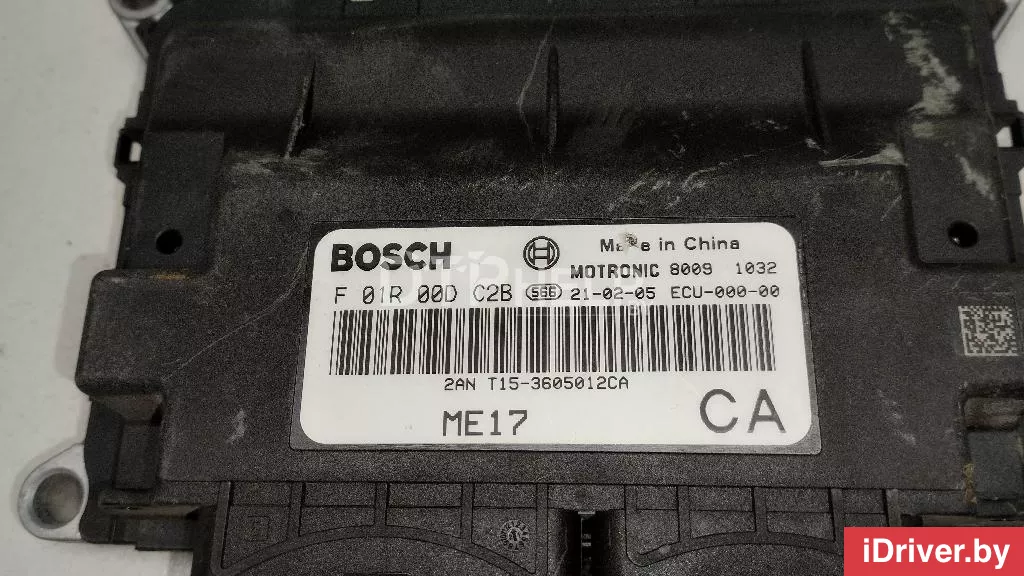 BOSCH
Made in China
MOTRONIC 8009 1032
F 01R 00D C2B SGE 21-02-05 ECU-000-00
2AN T15-3605012CA
ME17
CA
iDriver.by